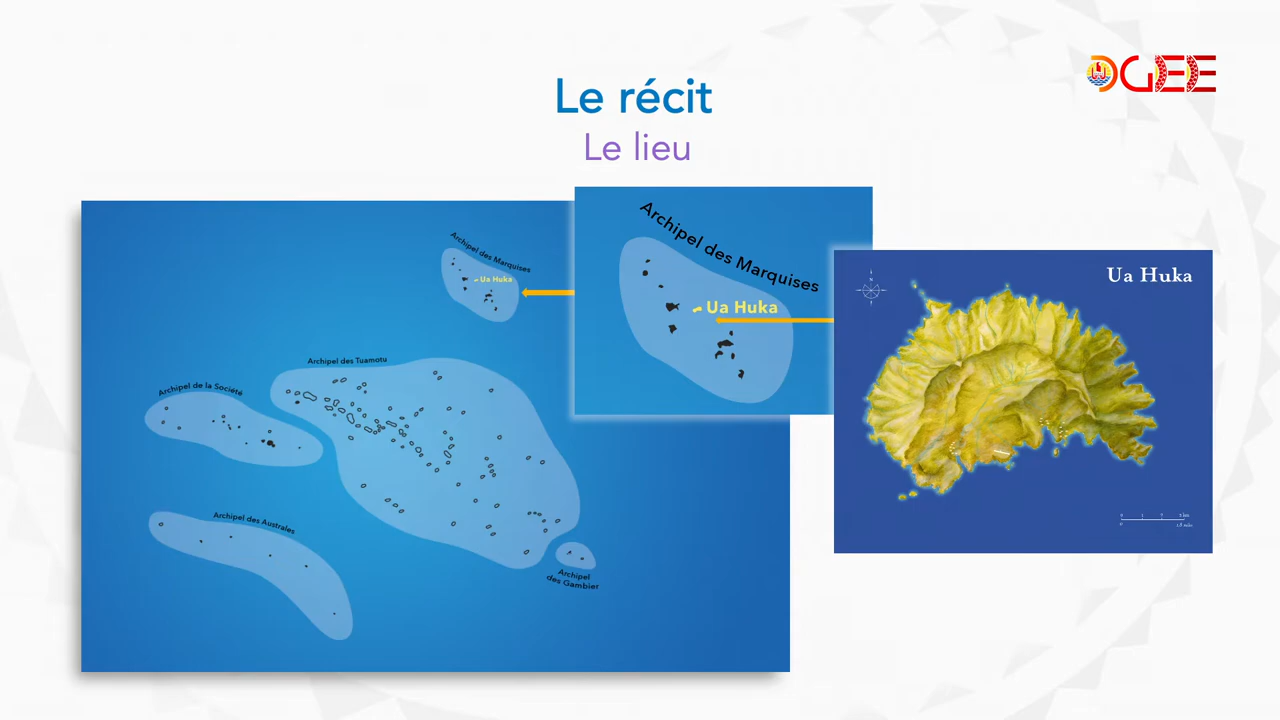 DGEE
Le récit
Le lieu
Archipel des Marquises
Ua Huka
Archipel des Tuamotu
Archipel de la Société
Archipel des Australes
Archipel
des Gambier
Archipel des Marquises
Ua Huka
Ua Huka
N